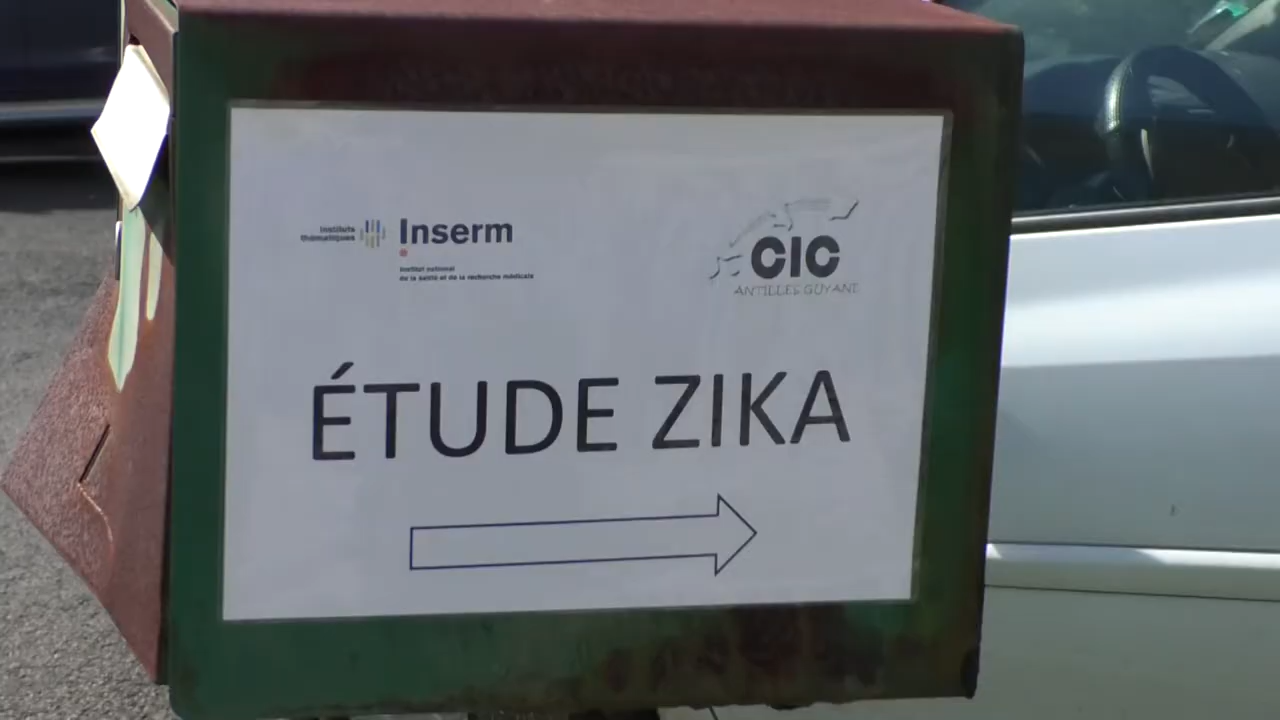 Instituts
thématiques
Inserm
Institut national
de la santé et de la recherche médicale
CIC
ANTILLES GUYANE
ÉTUDE ZIKA